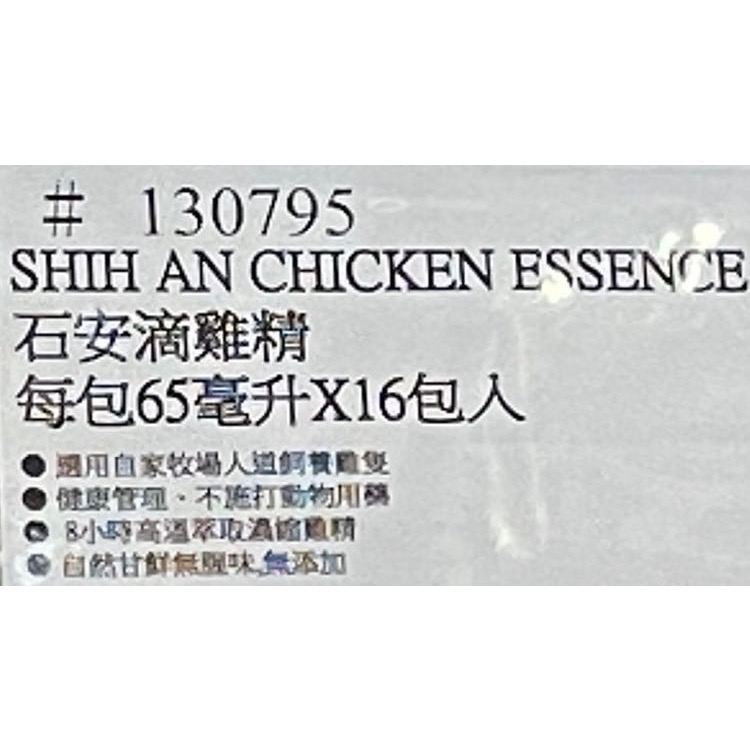 # 130795
SHIH AN CHICKEN ESSENCE
石安滴雞精
每包65毫升X16包入
●選用自家牧場人道飼養雞隻
●健康管理、不施打動物用藥
●8小時高溫萃取濃縮雞精
●自然甘鮮無腥味,無添加